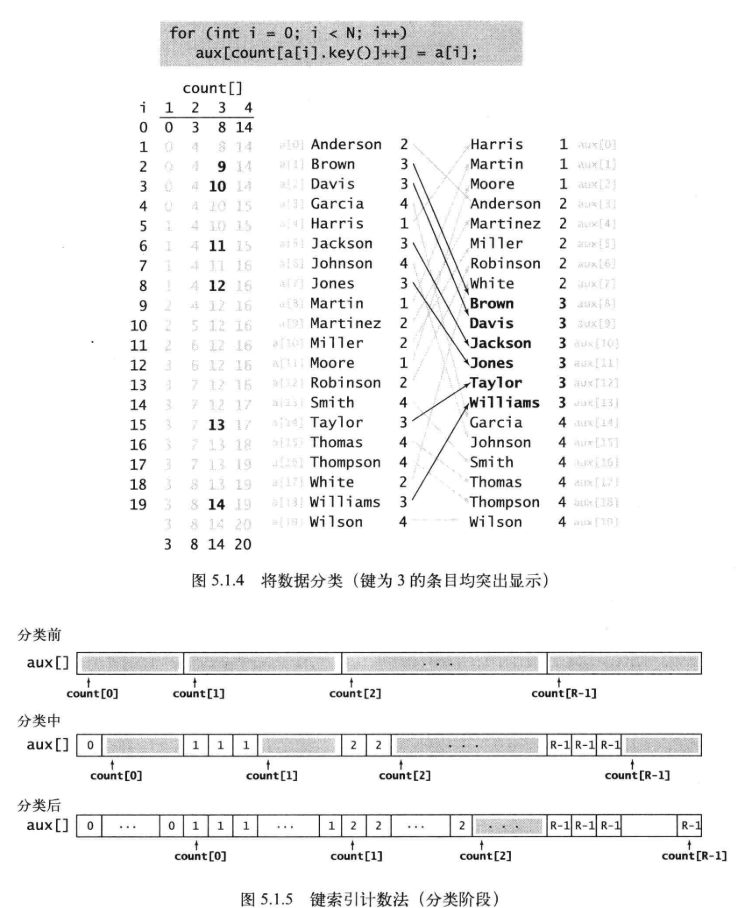 for (int i = 0; i < N; i++)
aux[count[a[i].key()]++] = a[i];
count[]
i 1 2 3 4
0 0 3 8 14
1 0 4 8 14 a[0] Anderson 2 Harris 1 aux[0]
2 0 4 9 14 a[1] Brown 3 Martin 1 aux[1]
3 0 4 10 14 a[2] Davis 3 Moore 1 aux[2]
4 0 4 10 15 a[3] Garcia 4 Anderson 2 aux[3]
5 1 4 10 15 a[4] Harris 1 Martinez 2 aux[4]
6 1 4 11 15 a[5] Jackson 3 Miller 2 aux[5]
7 1 4 11 16 a[6] Johnson 4 Robinson 2 aux[6]
8 1 4 12 16 a[7] Jones 3 White 2 aux[7]
9 2 4 12 16 a[8] Martin 1 Brown 3 aux[8]
10 2 5 12 16 a[9] Martinez 2 Davis 3 aux[9]
11 2 6 12 16 a[10] Miller 2 Jackson 3 aux[10]
12 3 6 12 16 a[11] Moore 1 Jones 3 aux[11]
13 3 7 12 16 a[12] Robinson 2 Taylor 3 aux[12]
14 3 7 12 17 a[13] Smith 4 Williams 3 aux[13]
15 3 7 13 17 a[14] Taylor 3 Garcia 4 aux[14]
16 3 7 13 18 a[15] Thomas 4 Johnson 4 aux[15]
17 3 7 13 19 a[16] Thompson 4 Smith 4 aux[16]
18 3 8 13 19 a[17] White 2 Thomas 4 aux[17]
19 3 8 14 19 a[18] Williams 3 Thompson 4 aux[18]
3 8 14 20 Wilson 4 Wilson 4 aux[19]
3 8 14 20
图 5.1.4 将数据分类（键为 3 的条目均突出显示）
分类前
aux[] . . .
count[0] count[1] count[2] count[R-1]
分类中
aux[] 0 1 1 1 2 2 . . . R-1 R-1 R-1
count[0] count[1] count[2] count[R-1]
分类后
aux[] 0 ... 0 1 1 1 ... 1 2 2 ... 2 . . . . R-1 R-1 R-1 R-1
count[0] count[1] count[2] count[R-1]
图 5.1.5 键索引计数法（分类阶段）